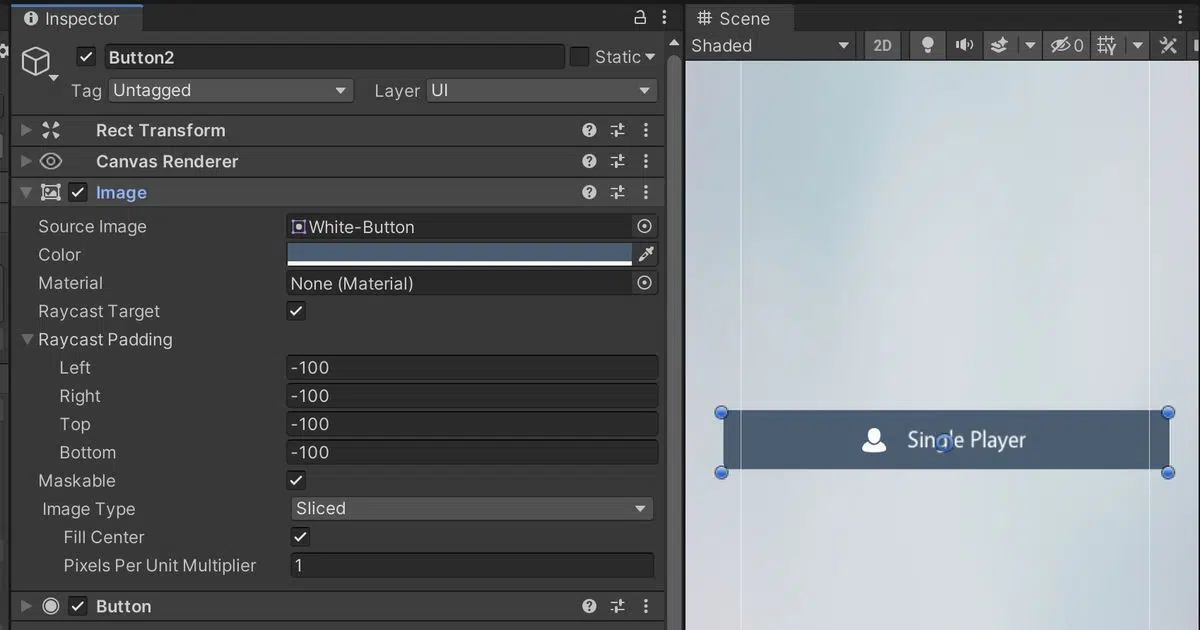 Inspector
Scene
Button2
Static
Shaded
2D
0
Tag Untagged
Layer UI
Rect Transform
Canvas Renderer
Image
Source Image White-Button
Color
Material None (Material)
Raycast Target
Raycast Padding
Left -100
Right -100
Top -100
Bottom -100
Maskable
Image Type Sliced
Fill Center
Pixels Per Unit Multiplier 1
Button
Single Player